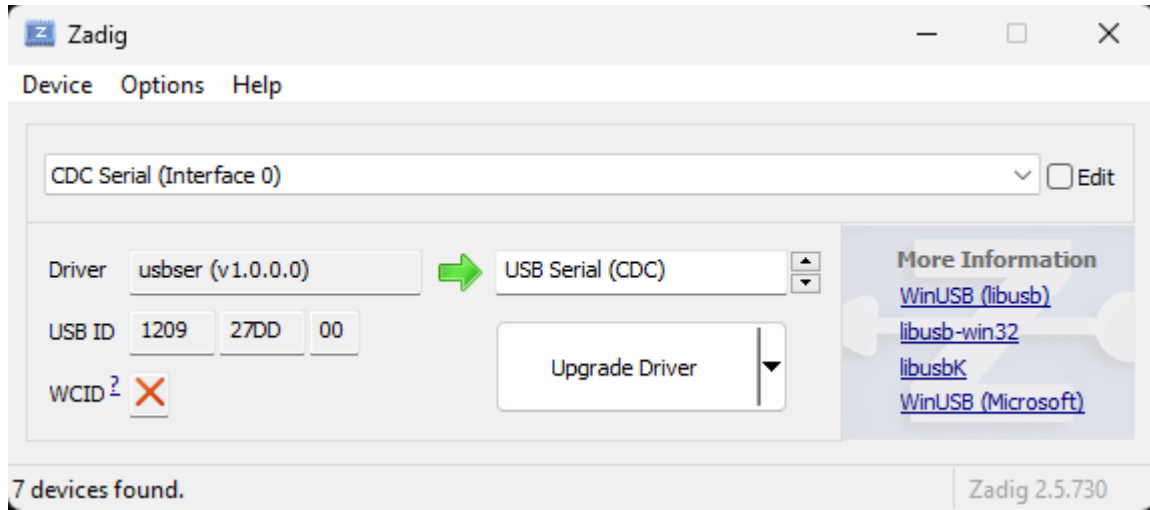 Zadig
Device Options Help
CDC Serial (Interface 0) Edit
Driver usbser (v1.0.0.0) USB Serial (CDC)
USB ID 1209 27DD 00
WCID ?
Upgrade Driver
More Information
WinUSB (libusb)
libusb-win32
libusbK
WinUSB (Microsoft)
7 devices found. Zadig 2.5.730